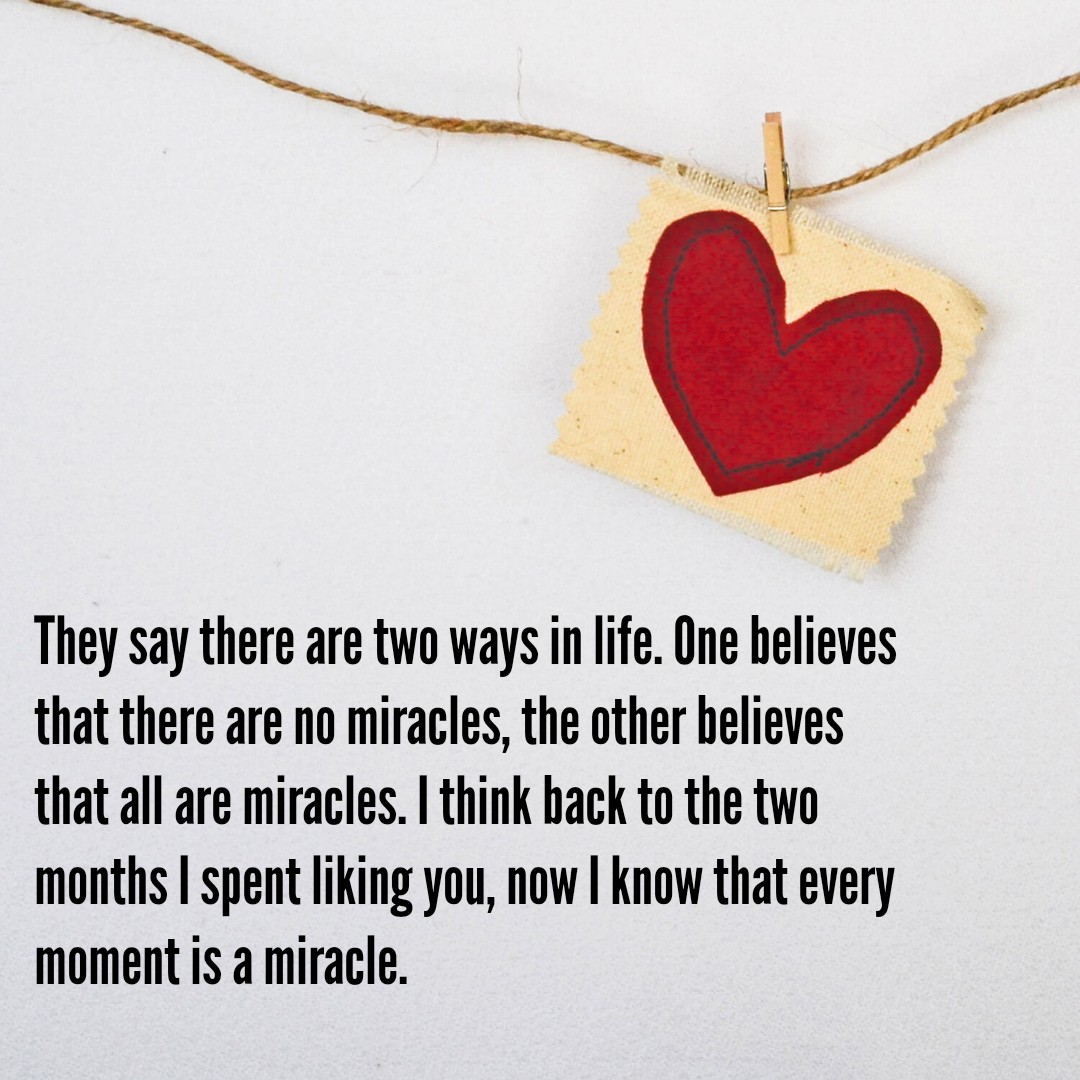 They say there are two ways in life. One believes
that there are no miracles, the other believes
that all are miracles. I think back to the two
months I spent liking you, now I know that every
moment is a miracle.